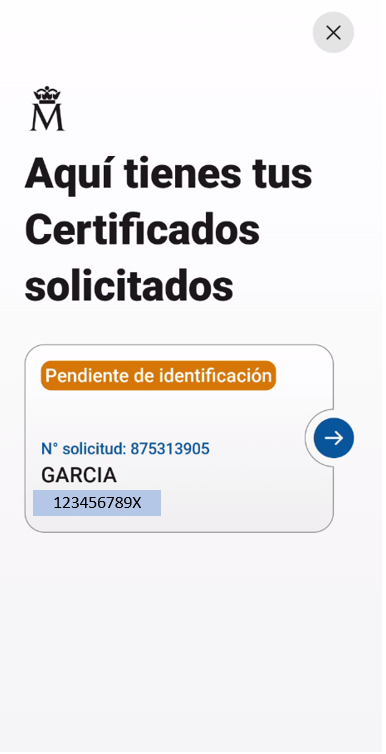 M
Aquí tienes tus
Certificados
solicitados
Pendiente de identificación
N° solicitud: 875313905
GARCIA
123456789X